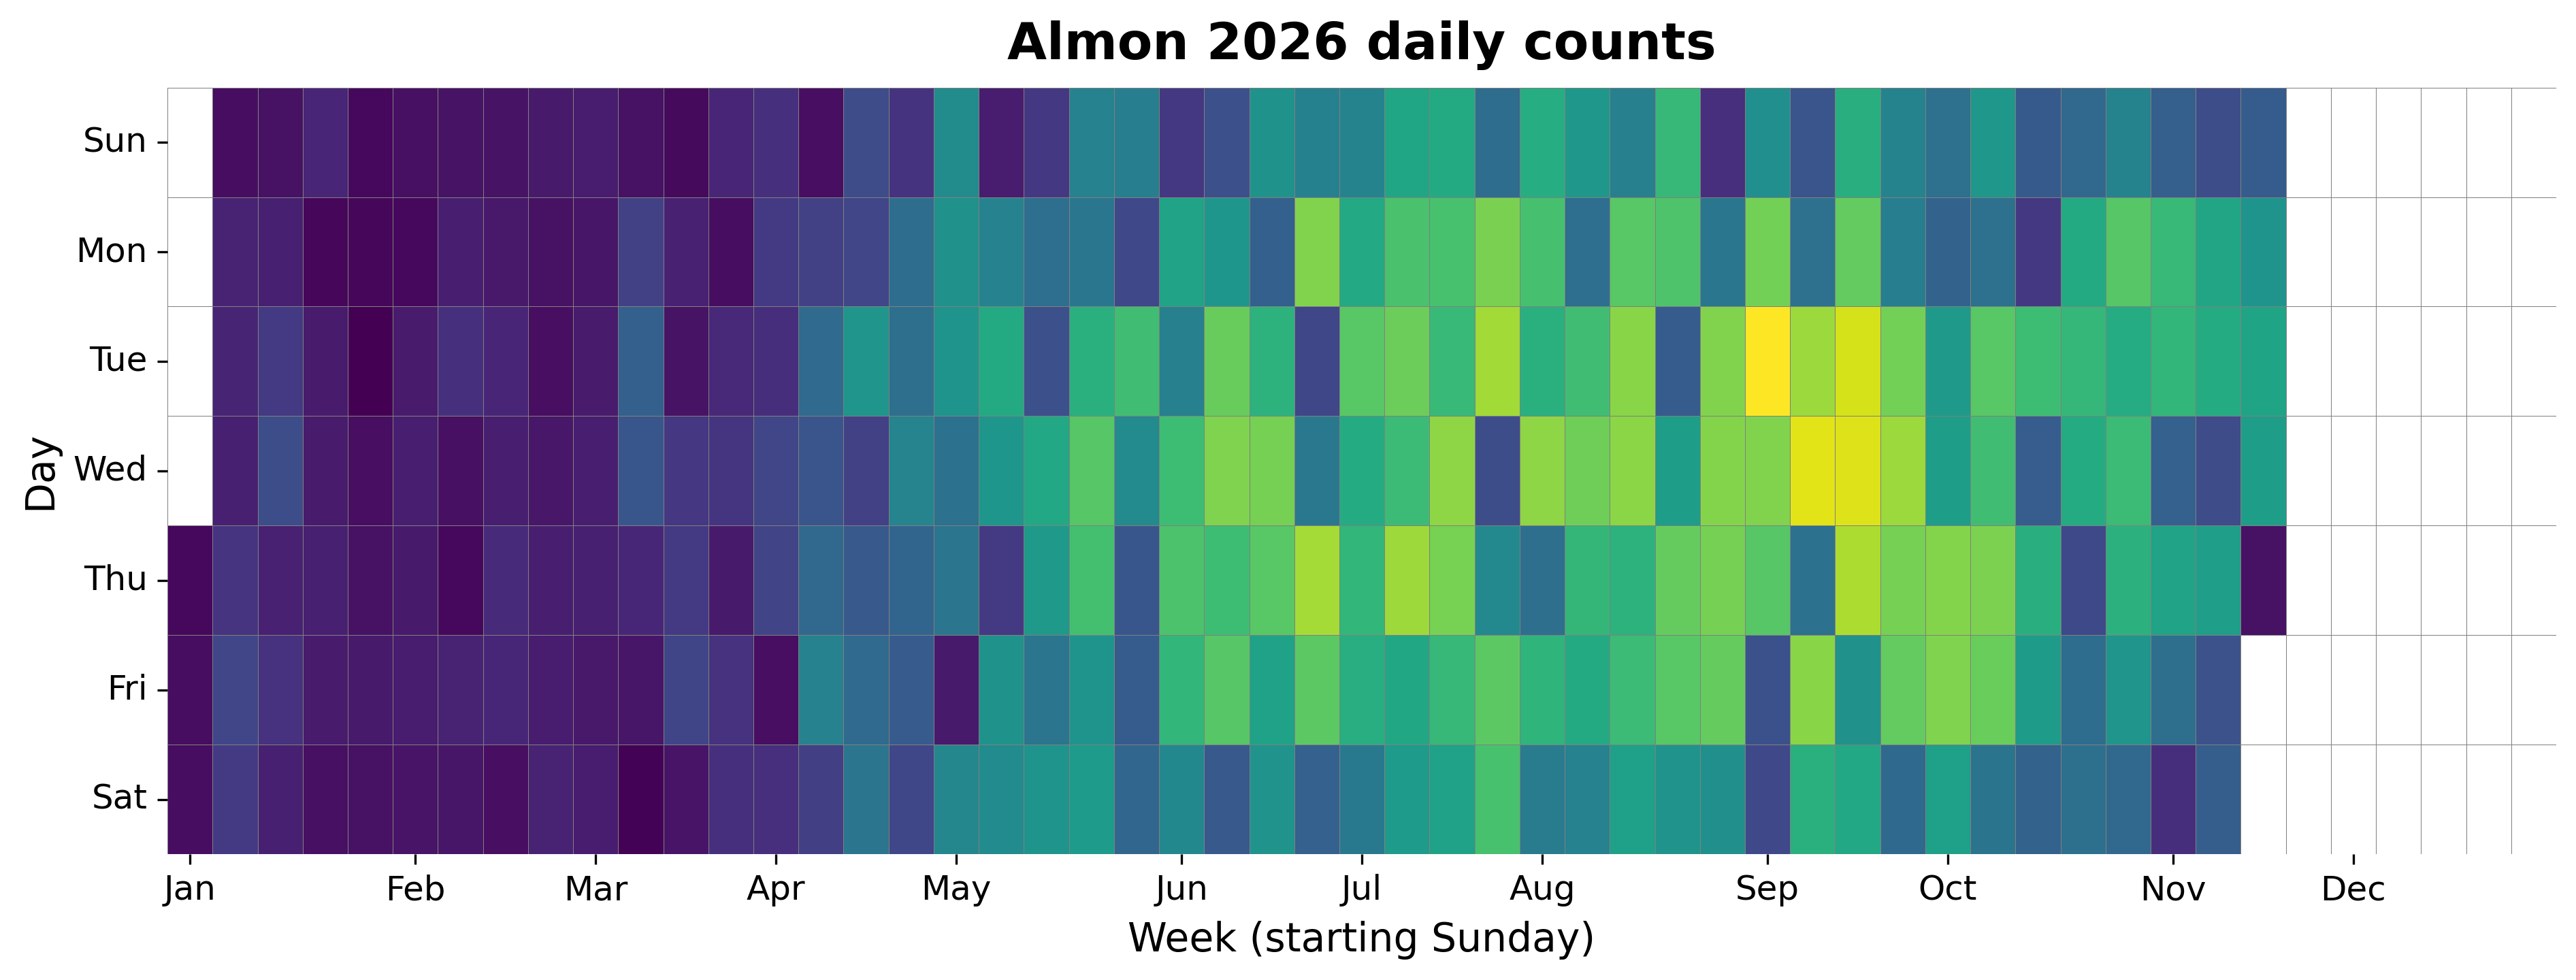 Almon 2026 daily counts
Day
Sun
Mon
Tue
Wed
Thu
Fri
Sat
Jan Feb Mar Apr May Jun Jul Aug Sep Oct Nov Dec
Week (starting Sunday)